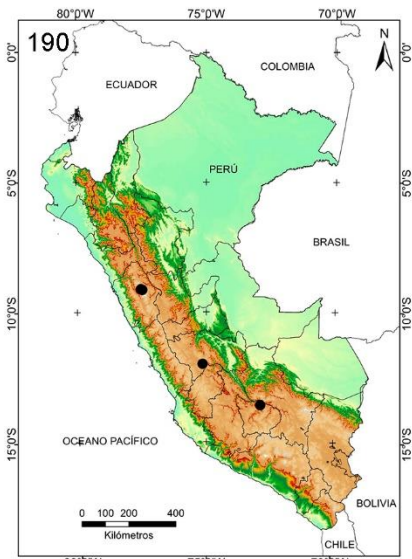 80°0'W 75°0'W 70°0'W
190
N
COLOMBIA
ECUADOR
0°0'
0°0'
PERÚ
5°0'S
5°0'S
BRASIL
10°0'S
10°0'S
OCEANO PACÍFICO
15°0'S
15°0'S
BOLIVIA
0 100 200 400
Kilómetros
CHILE